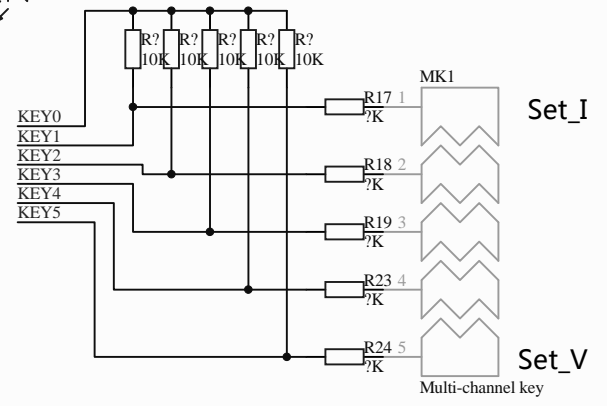 R? R? R? R? R?
10K 10K 10K 10K 10K
MK1
R17 1
?K
Set_I
KEY0
KEY1
KEY2
KEY3
KEY4
KEY5
R18 2
?K
R19 3
?K
R23 4
?K
R24 5
?K
Set_V
Multi-channel key